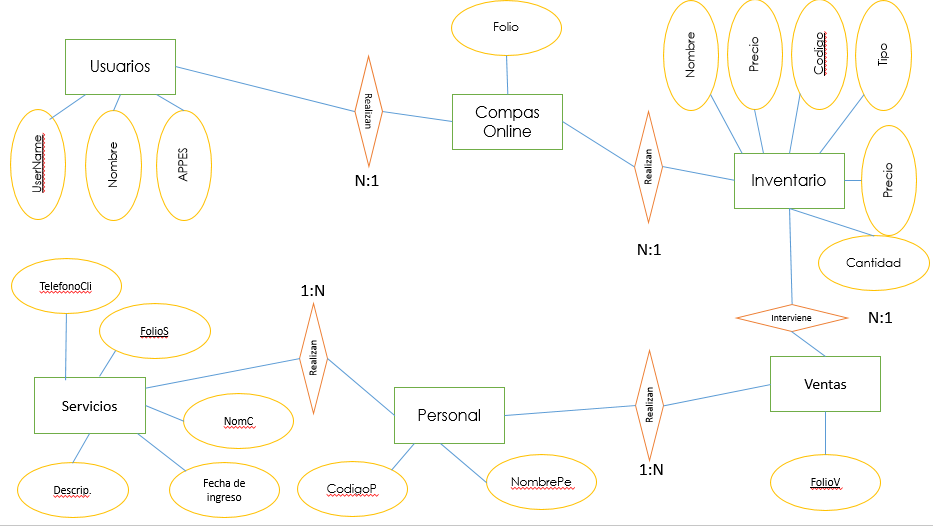 Folio
Nombre
Precio
Codigo
Tipo
Usuarios
Realizan
Compas
Online
UserName
Nombre
APPES
N:1
Realizan
Inventario
Precio
N:1
Cantidad
TelefonoCli
1:N
FolioS
Realizan
Interviene
N:1
Servicios
NomC
Personal
Realizan
Ventas
1:N
Descrip.
Fecha de
ingreso
CodigoP
NombrePe
FolioV